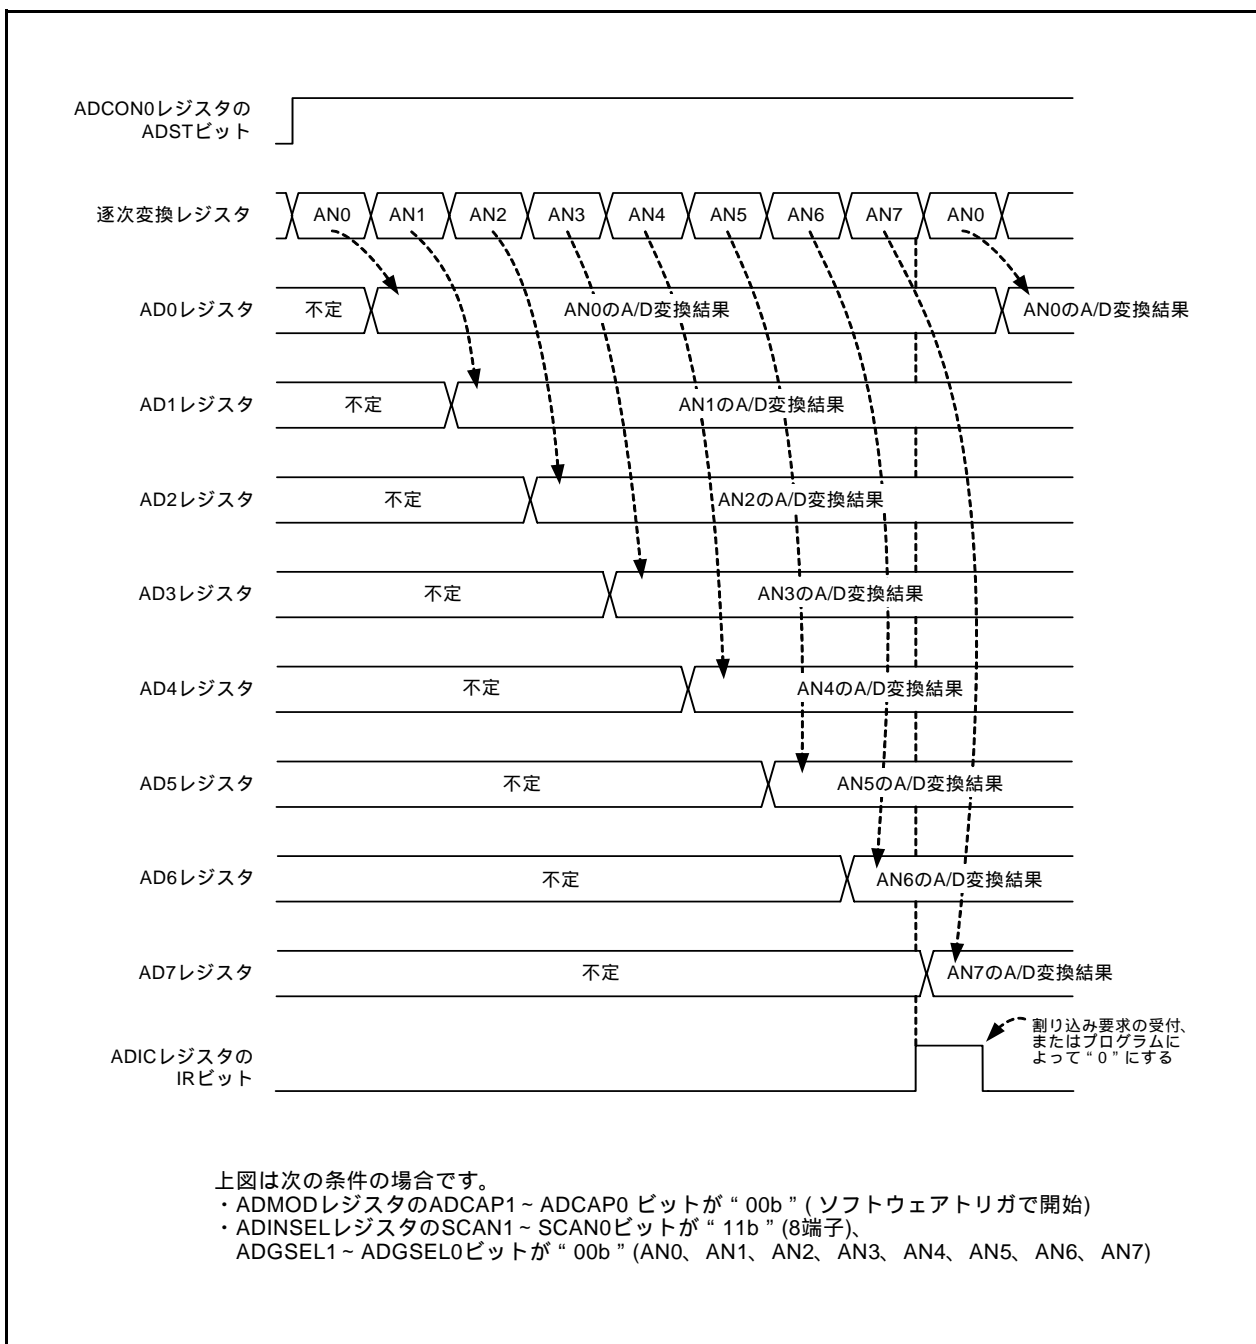 ADCON0レジスタの
ADSTビット
逐次変換レジスタ
AN0 AN1 AN2 AN3 AN4 AN5 AN6 AN7 AN0
AD0レジスタ 不定 AN0のA/D変換結果 AN0のA/D変換結果
AD1レジスタ 不定 AN1のA/D変換結果
AD2レジスタ 不定 AN2のA/D変換結果
AD3レジスタ 不定 AN3のA/D変換結果
AD4レジスタ 不定 AN4のA/D変換結果
AD5レジスタ 不定 AN5のA/D変換結果
AD6レジスタ 不定 AN6のA/D変換結果
AD7レジスタ 不定 AN7のA/D変換結果
ADICレジスタの
IRビット
割り込み要求の受付、
またはプログラムに
よって“0”にする
上図は次の条件の場合です。
・ADMODレジスタのADCAP1~ADCAP0 ビットが“00b”(ソフトウェアトリガで開始)
・ADINSELレジスタのSCAN1~SCAN0ビットが“11b”(8端子)、
ADGSEL1~ADGSEL0ビットが“00b”(AN0、AN1、AN2、AN3、AN4、AN5、AN6、AN7)